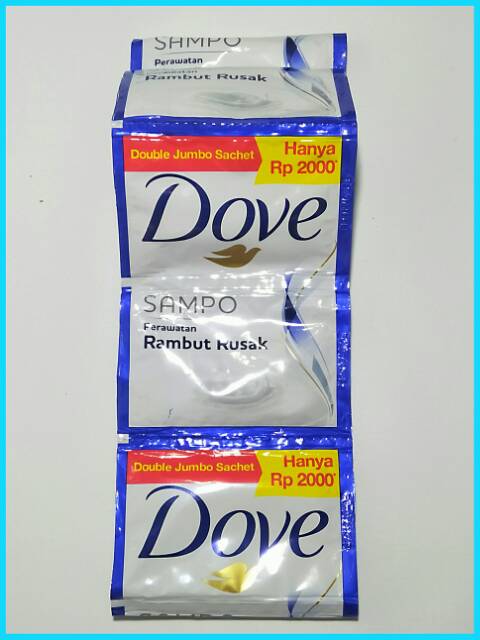 SAMPO
Perawatan
Perawatan
Rambut Rusak
Double Jumbo Sachet
Hanya
Rp 2000*
Dove
SAMPO
Perawatan
Rambut Rusak
Double Jumbo Sachet
Hanya
Rp 2000*
Dove